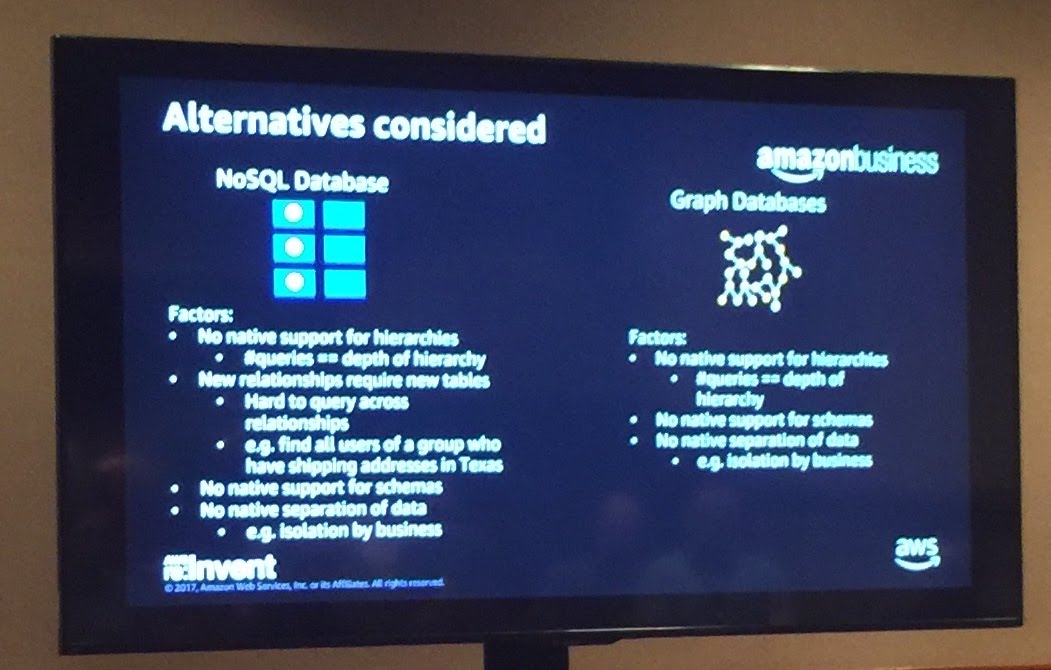 Alternatives considered
amazonbusiness
NoSQL Database
Factors:
• No native support for hierarchies
• #queries == depth of hierarchy
• New relationships require new tables
• Hard to query across
relationships
• e.g. find all users of a group who
have shipping addresses in Texas
• No native support for schemas
• No native separation of data
• e.g. isolation by business
Graph Databases
Factors:
• No native support for hierarchies
• #queries == depth of
hierarchy
• No native support for schemas
• No native separation of data
• e.g. isolation by business
AWS
re:Invent
© 2017, Amazon Web Services, Inc. or its Affiliates. All rights reserved.
aws